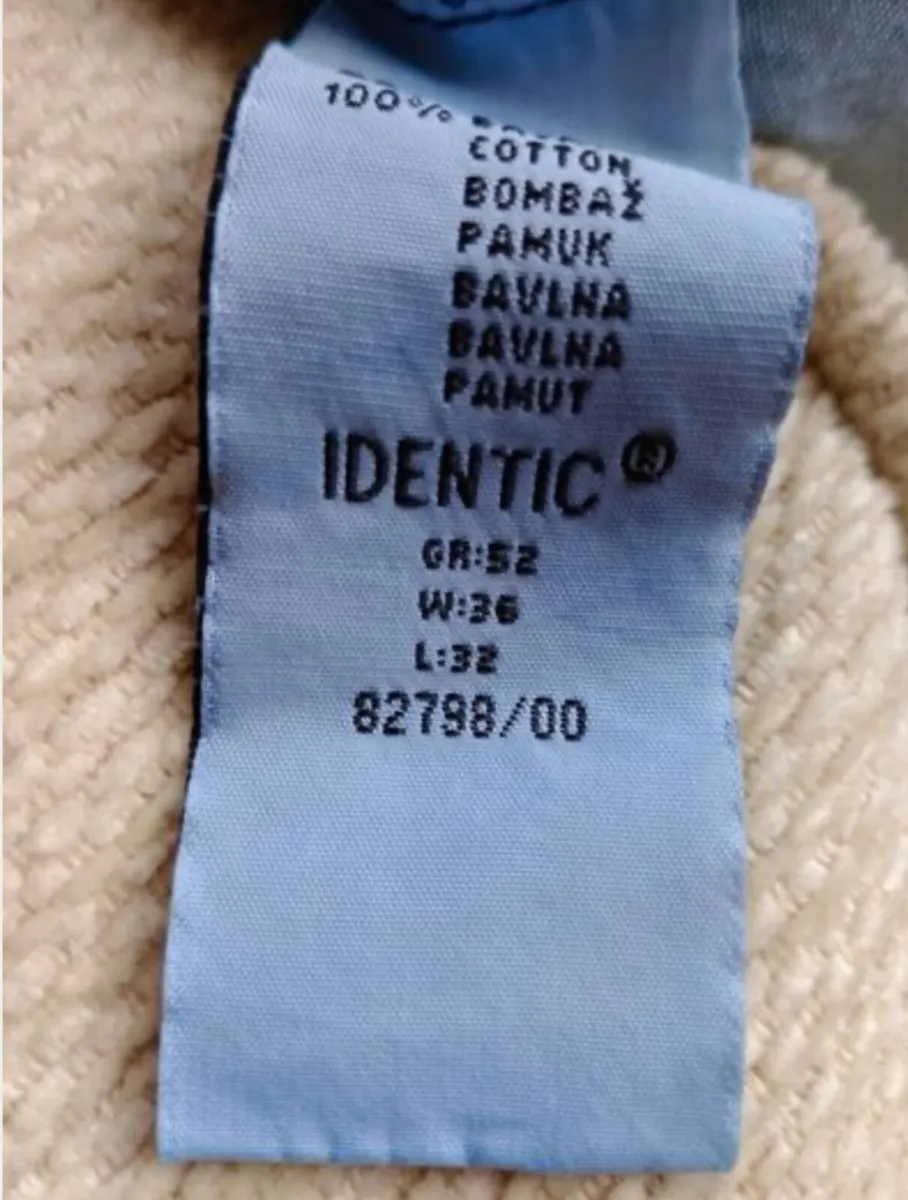 100%
COTTON
BOMBAŽ
PAMUK
BAVLNA
BAVLNA
PAMUT
IDENTIC®
GR:52
W:36
L:32
82798/00